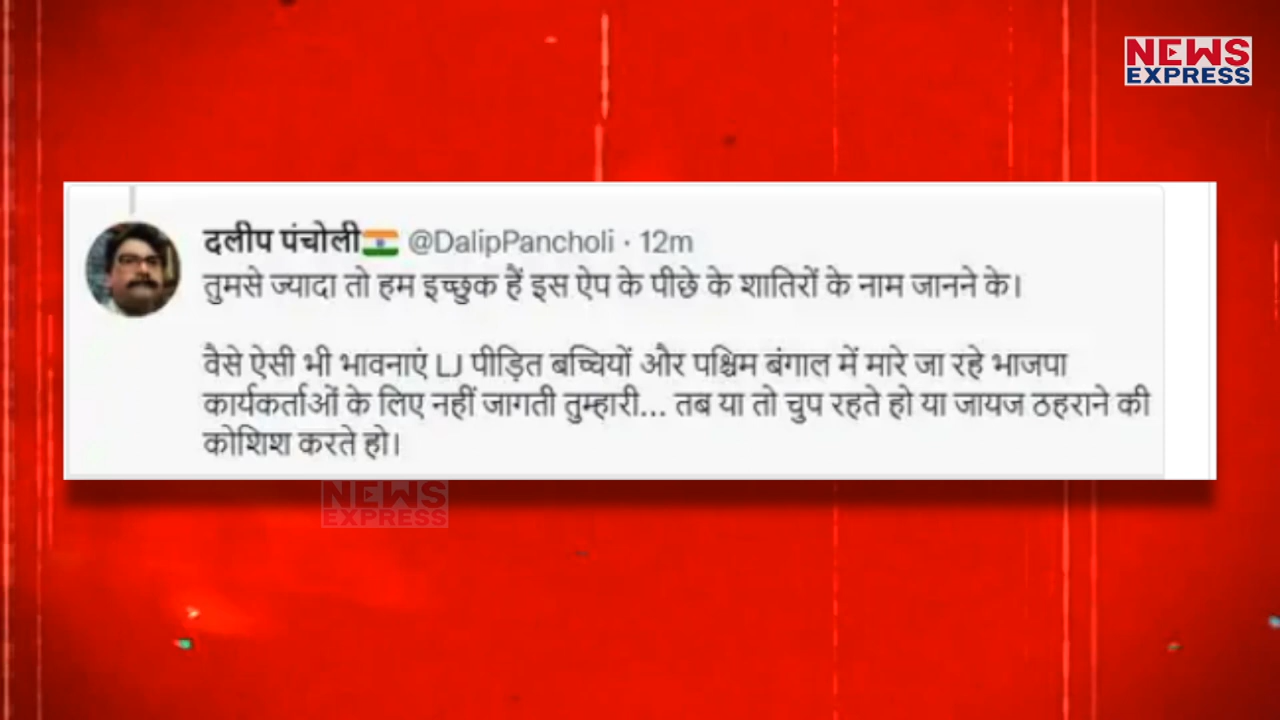 NEWS
EXPRESS
दलीप पंचोली🇮🇳 @DalipPancholi · 12m
तुमसे ज्यादा तो हम इच्छुक हैं इस ऐप के पीछे के शातिरों के नाम जानने के।
वैसे ऐसी भी भावनाएं LJ पीड़ित बच्चियों और पश्चिम बंगाल में मारे जा रहे भाजपा
कार्यकर्ताओं के लिए नहीं जागती तुम्हारी... तब या तो चुप रहते हो या जायज ठहराने की
कोशिश करते हो।
NEWS
EXPRESS